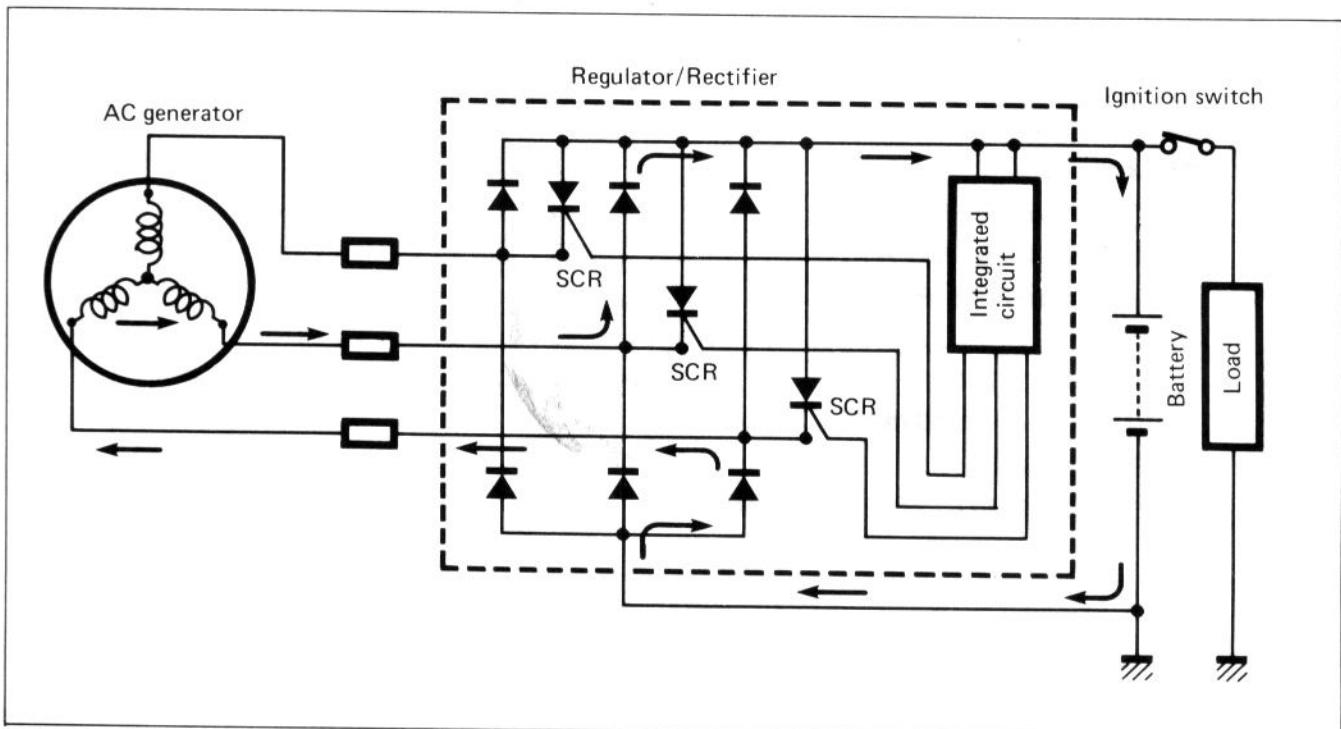 Regulator/Rectifier
AC generator
Ignition switch
SCR
SCR
SCR
Integrated
circuit
Battery
Load